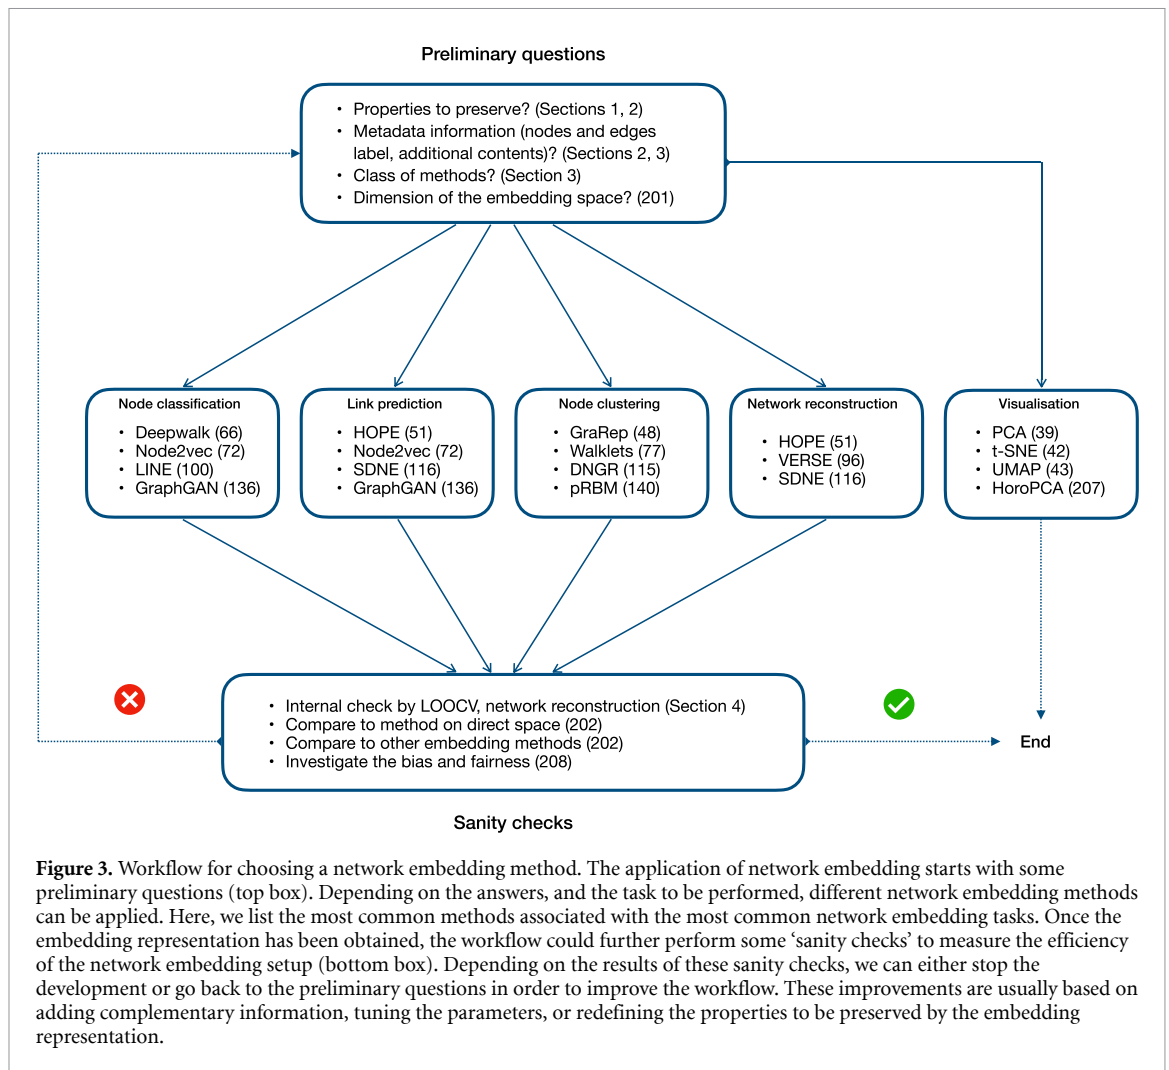 Preliminary questions
• Properties to preserve? (Sections 1, 2)
• Metadata information (nodes and edges
label, additional contents)? (Sections 2, 3)
• Class of methods? (Section 3)
• Dimension of the embedding space? (201)
Node classification
• Deepwalk (66)
• Node2vec (72)
• LINE (100)
• GraphGAN (136)
Link prediction
• HOPE (51)
• Node2vec (72)
• SDNE (116)
• GraphGAN (136)
Node clustering
• GraRep (48)
• Walklets (77)
• DNGR (115)
• pRBM (140)
Network reconstruction
• HOPE (51)
• VERSE (96)
• SDNE (116)
Visualisation
• PCA (39)
• t-SNE (42)
• UMAP (43)
• HoroPCA (207)
• Internal check by LOOCV, network reconstruction (Section 4)
• Compare to method on direct space (202)
• Compare to other embedding methods (202)
• Investigate the bias and fairness (208)
End
Sanity checks
Figure 3. Workflow for choosing a network embedding method. The application of network embedding starts with some
preliminary questions (top box). Depending on the answers, and the task to be performed, different network embedding methods
can be applied. Here, we list the most common methods associated with the most common network embedding tasks. Once the
embedding representation has been obtained, the workflow could further perform some ‘sanity checks’ to measure the efficiency
of the network embedding setup (bottom box). Depending on the results of these sanity checks, we can either stop the
development or go back to the preliminary questions in order to improve the workflow. These improvements are usually based on
adding complementary information, tuning the parameters, or redefining the properties to be preserved by the embedding
representation.